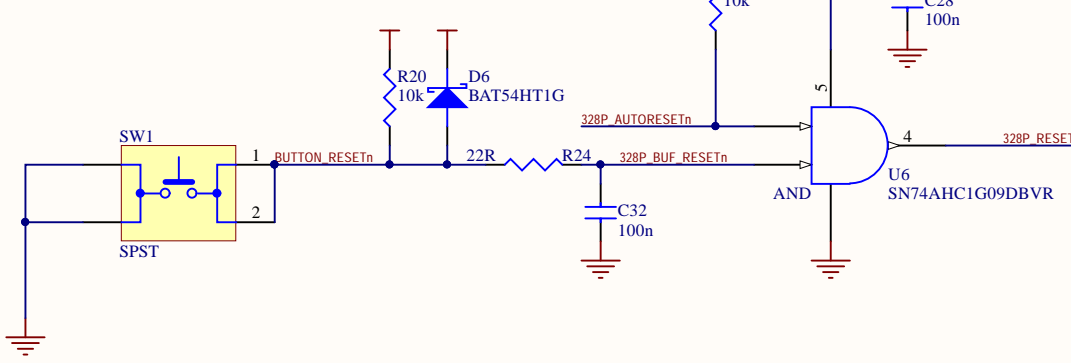 10k
C28
100n
R20
10k
D6
BAT54HT1G
5
328P_AUTORESETn
SW1
1
BUTTON_RESETn
22R
R24
328P_BUF_RESETn
4
328P_RESET
U6
AND
SN74AHC1G09DBVR
2
C32
100n
SPST